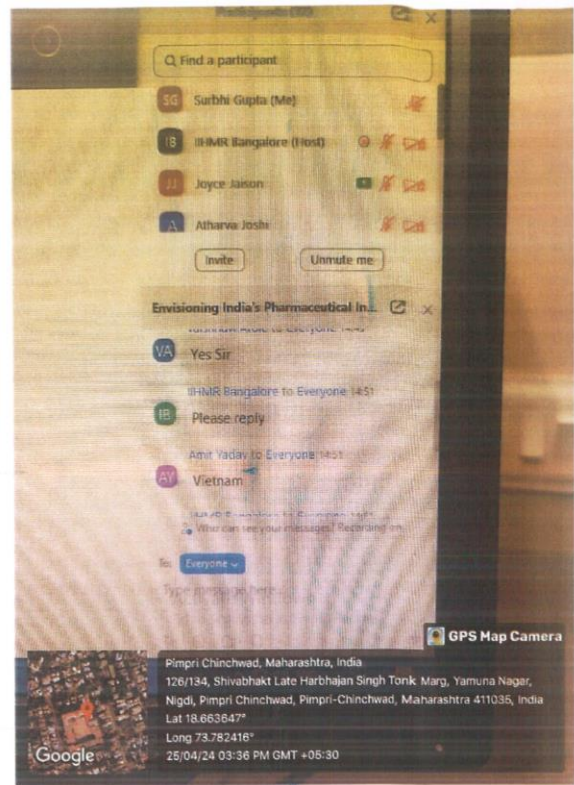 Find a participant
SG Surbhi Gupta (Me)
IB IIHMR Bangalore (Host)
JJ Joyce Jaison
A Atharva Joshi
Invite Unmute me
Envisioning India's Pharmaceutical In...
to Everyone
VA Yes Sir
IIHMR Bangalore to Everyone 14:51
IB Please reply
Amit Yadav to Everyone 14:51
AY Vietnam
Who can see your messages? Recording on
To: Everyone
Type message here...
GPS Map Camera
Pimpri Chinchwad, Maharashtra, India
126/134, Shivabhakt Late Harbhajan Singh Tonk Marg, Yamuna Nagar,
Nigdi, Pimpri Chinchwad, Pimpri-Chinchwad, Maharashtra 411035, India
Lat 18.663647°
Long 73.782416°
25/04/24 03:36 PM GMT +05:30
Google